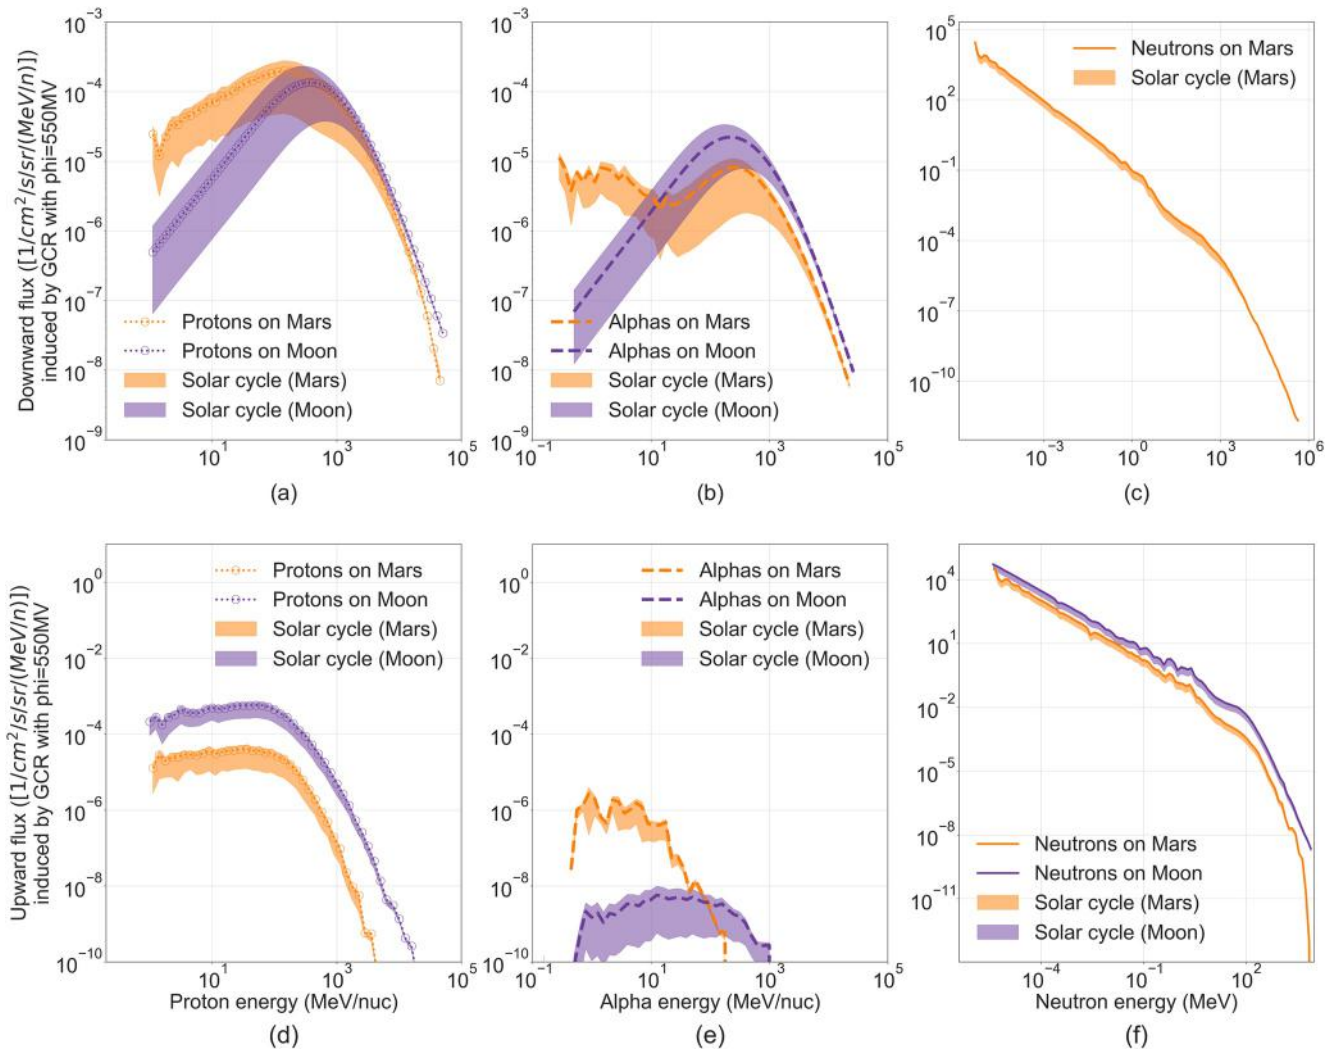 Downward flux ([1/cm²/s/sr/(MeV/n)])
induced by GCR with phi=550MV
10⁻³
10⁻⁴
10⁻⁵
10⁻⁶
10⁻⁷
10⁻⁸
10⁻⁹
Protons on Mars
Protons on Moon
Solar cycle (Mars)
Solar cycle (Moon)
10¹
10³
10⁵
(a)
10⁻³
10⁻⁴
10⁻⁵
10⁻⁶
10⁻⁷
10⁻⁸
10⁻⁹
Alphas on Mars
Alphas on Moon
Solar cycle (Mars)
Solar cycle (Moon)
10⁻¹
10¹
10³
10⁵
(b)
10⁵
10²
10⁻¹
10⁻⁴
10⁻⁷
10⁻¹⁰
Neutrons on Mars
Solar cycle (Mars)
10⁻³
10⁰
10³
10⁶
(c)
Upward flux ([1/cm²/s/sr/(MeV/n)])
induced by GCR with phi=550MV
10⁰
10⁻²
10⁻⁴
10⁻⁶
10⁻⁸
10⁻¹⁰
Protons on Mars
Protons on Moon
Solar cycle (Mars)
Solar cycle (Moon)
10¹
10³
10⁵
Proton energy (MeV/nuc)
(d)
10⁰
10⁻²
10⁻⁴
10⁻⁶
10⁻⁸
10⁻¹⁰
Alphas on Mars
Alphas on Moon
Solar cycle (Mars)
Solar cycle (Moon)
10⁻¹
10¹
10³
10⁵
Alpha energy (MeV/nuc)
(e)
10⁴
10¹
10⁻²
10⁻⁵
10⁻⁸
10⁻¹¹
Neutrons on Mars
Neutrons on Moon
Solar cycle (Mars)
Solar cycle (Moon)
10⁻⁴
10⁻¹
10²
Neutron energy (MeV)
(f)